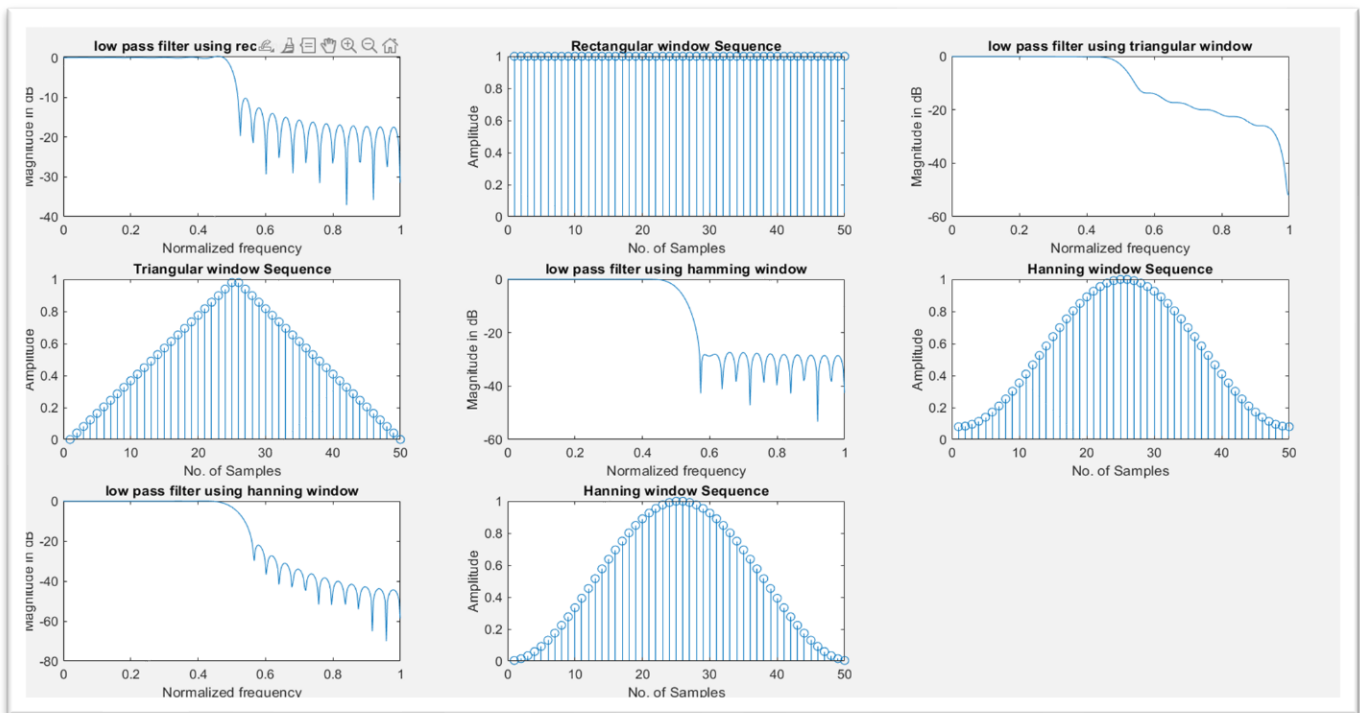 low pass filter using rec
Magnitude in dB
0
-10
-20
-30
-40
0 0.2 0.4 0.6 0.8 1
Normalized frequency
Rectangular window Sequence
Amplitude
1
0.8
0.6
0.4
0.2
0
0 10 20 30 40 50
No. of Samples
low pass filter using triangular window
Magnitude in dB
0
-20
-40
-60
0 0.2 0.4 0.6 0.8 1
Normalized frequency
Triangular window Sequence
Amplitude
1
0.8
0.6
0.4
0.2
0
0 10 20 30 40 50
No. of Samples
low pass filter using hamming window
Magnitude in dB
0
-20
-40
-60
0 0.2 0.4 0.6 0.8 1
Normalized frequency
Hanning window Sequence
Amplitude
1
0.8
0.6
0.4
0.2
0
0 10 20 30 40 50
No. of Samples
low pass filter using hanning window
Magnitude in dB
0
-20
-40
-60
-80
0 0.2 0.4 0.6 0.8 1
Normalized frequency
Hanning window Sequence
Amplitude
1
0.8
0.6
0.4
0.2
0
0 10 20 30 40 50
No. of Samples